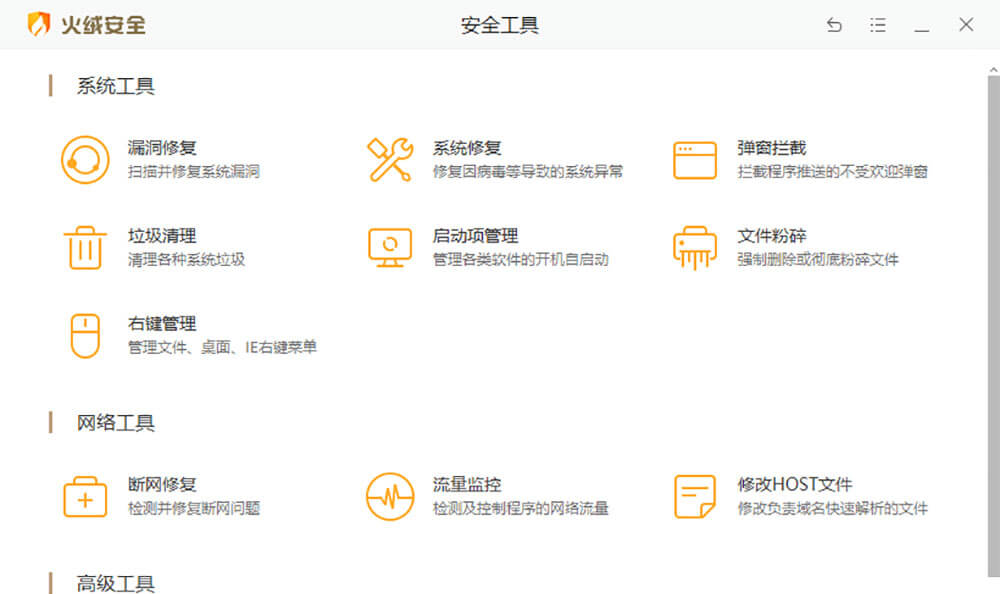 火绒安全
安全工具
系统工具
漏洞修复
扫描并修复系统漏洞
系统修复
修复因病毒等导致的系统异常
弹窗拦截
拦截程序推送的不受欢迎弹窗
垃圾清理
清理各种系统垃圾
启动项管理
管理各类软件的开机自启动
文件粉碎
强制删除或彻底粉碎文件
右键管理
管理文件、桌面、IE右键菜单
网络工具
断网修复
检测并修复断网问题
流量监控
检测及控制程序的网络流量
修改HOST文件
修改负责域名快速解析的文件
高级工具